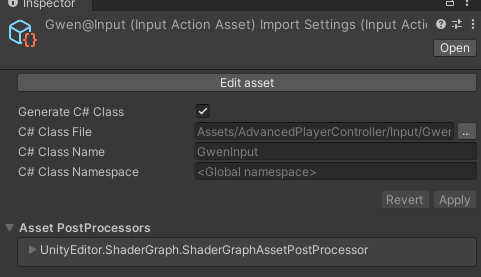 Inspector
Gwen@Input (Input Action Asset) Import Settings (Input Actio
Open
Edit asset
Generate C# Class
C# Class File Assets/AdvancedPlayerController/Input/Gwen ...
C# Class Name GwenInput
C# Class Namespace <Global namespace>
Revert Apply
Asset PostProcessors
UnityEditor.ShaderGraph.ShaderGraphAssetPostProcessor